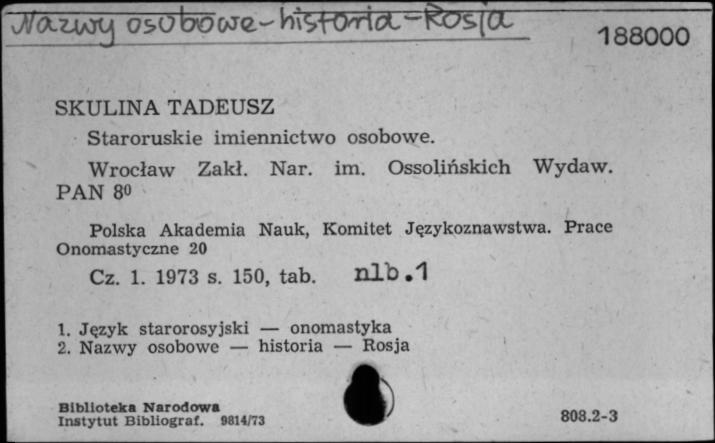 Nazwy osobowe-historia-Rosja
188000
SKULINA TADEUSZ
Staroruskie imiennictwo osobowe.
Wrocław Zakł. Nar. im. Ossolińskich Wydaw.
PAN 8⁰
Polska Akademia Nauk, Komitet Językoznawstwa. Prace
Onomastyczne 20
Cz. 1. 1973 s. 150, tab. nlb.1
1. Język starorosyjski — onomastyka
2. Nazwy osobowe — historia — Rosja
Biblioteka Narodowa
Instytut Bibliograf. 9814/73
808.2-3